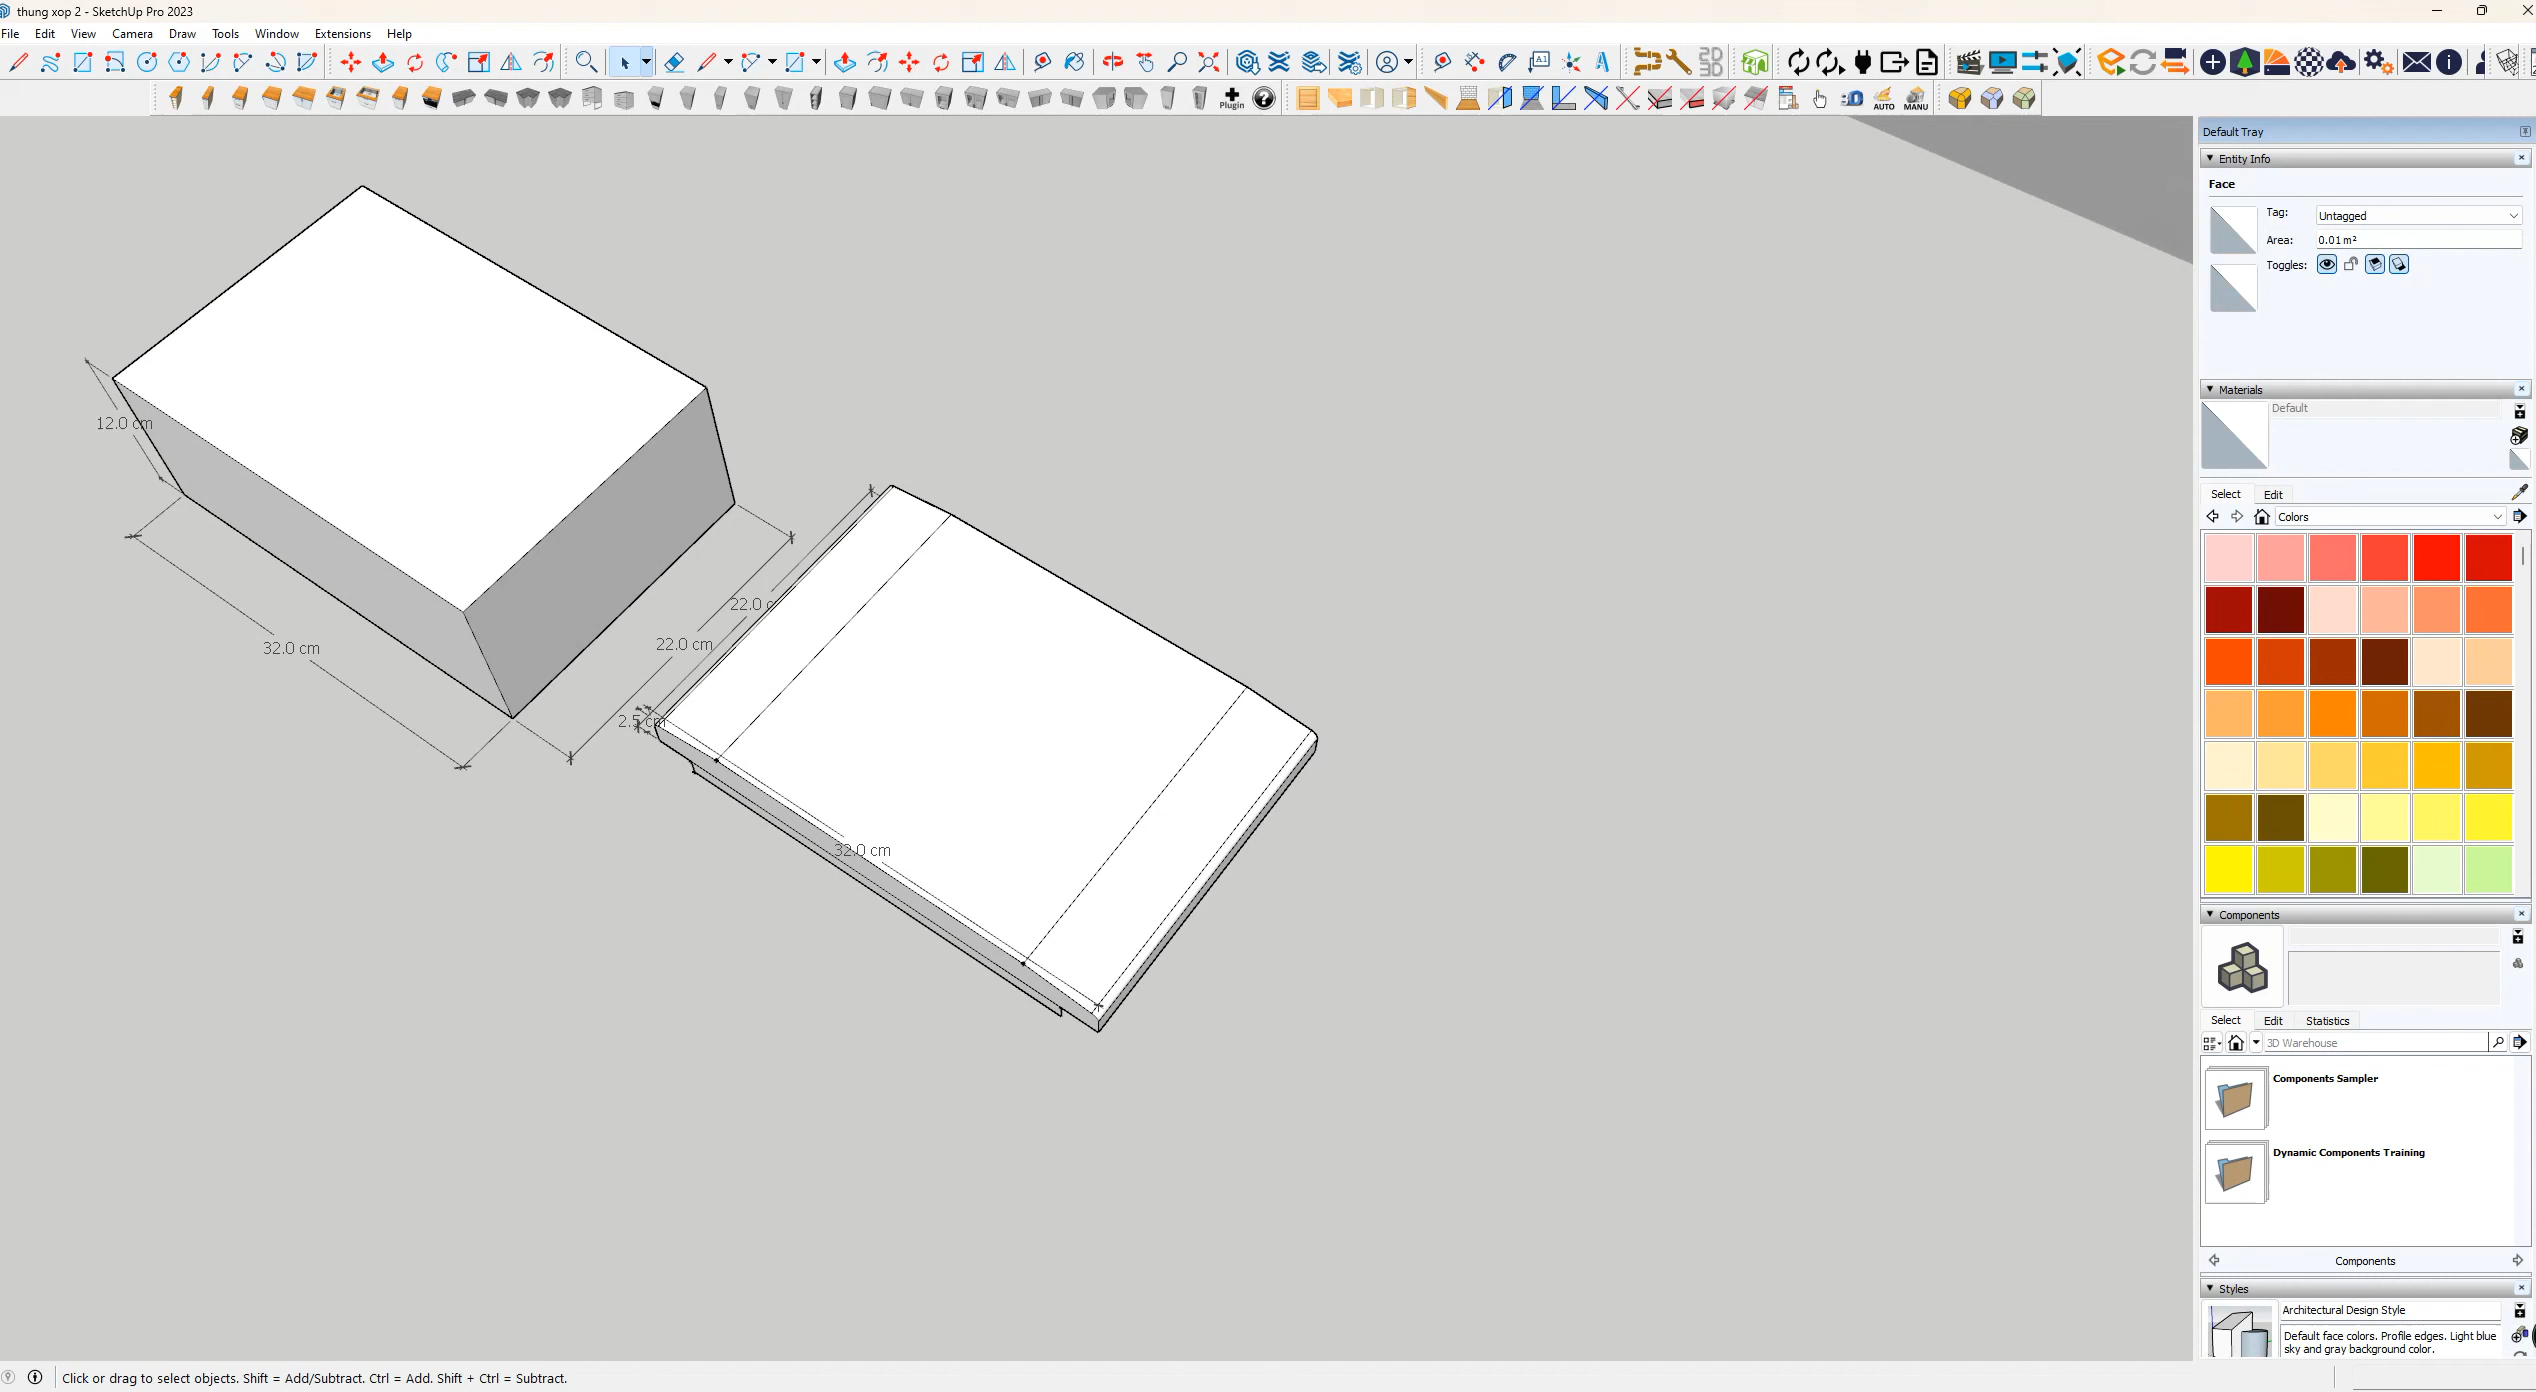 thung xop 2 - SketchUp Pro 2023
File Edit View Camera Draw Tools Window Extensions Help
A1
2D
3D
Plugin
AUTO
MANU
Default Tray
Entity Info
Face
Tag: Untagged
Area: 0.01 m²
Toggles:
Materials
Default
Select Edit
Colors
Components
Select Edit Statistics
3D Warehouse
Components Sampler
Dynamic Components Training
Components
Styles
Architectural Design Style
Default face colors. Profile edges. Light blue
sky and gray background color.
12.0 cm
32.0 cm
22.0 c
22.0 cm
2.5 cm
32.0 cm
Click or drag to select objects. Shift = Add/Subtract. Ctrl = Add. Shift + Ctrl = Subtract.